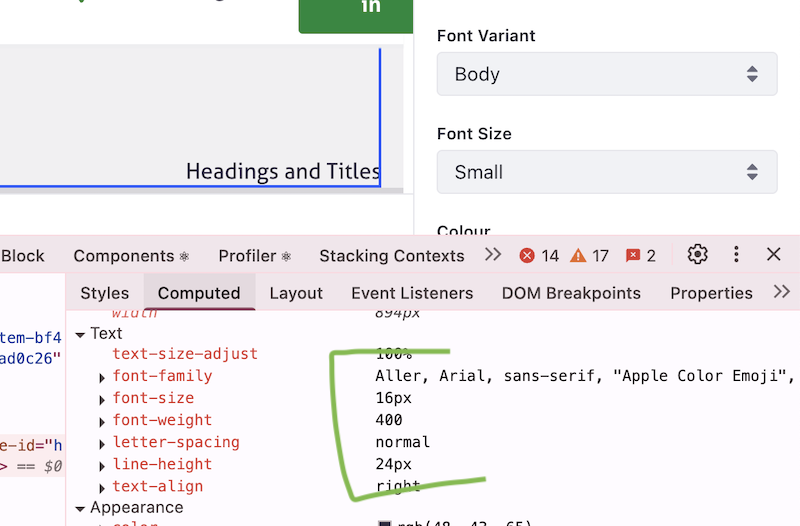 in
Font Variant
Body
Font Size
Small
Headings and Titles
Colour
Block Components Profiler Stacking Contexts 14 17 2
Styles Computed Layout Event Listeners DOM Breakpoints Properties
width 894px
tem-bf4
ad0c26"
Text
text-size-adjust 100%
font-family Aller, Arial, sans-serif, "Apple Color Emoji",
font-size 16px
font-weight 400
letter-spacing normal
e-id="h
line-height 24px
> == $0
text-align right
Appearance
color rgb(48, 43, 65)